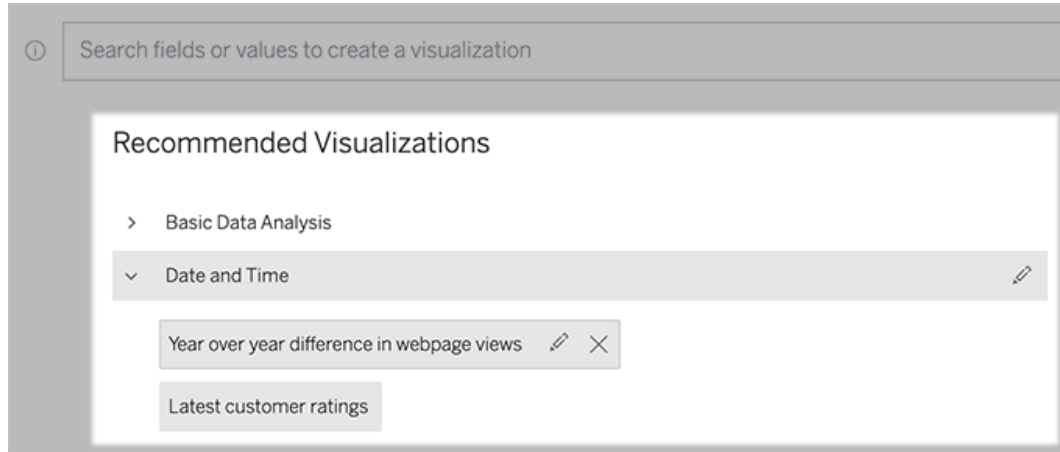 Search fields or values to create a visualization
Recommended Visualizations
Basic Data Analysis
Date and Time
Year over year difference in webpage views
Latest customer ratings